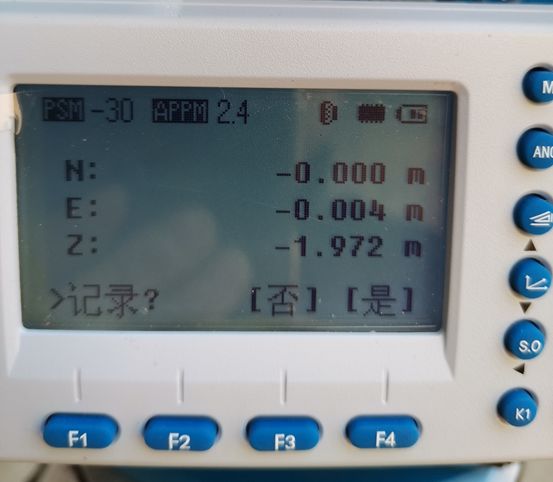 PSM -30 APPM 2.4
N: -0.000 m
E: -0.004 m
Z: -1.972 m
>记录? [否] [是]
F1 F2 F3 F4
M
ANG
S.O
K1